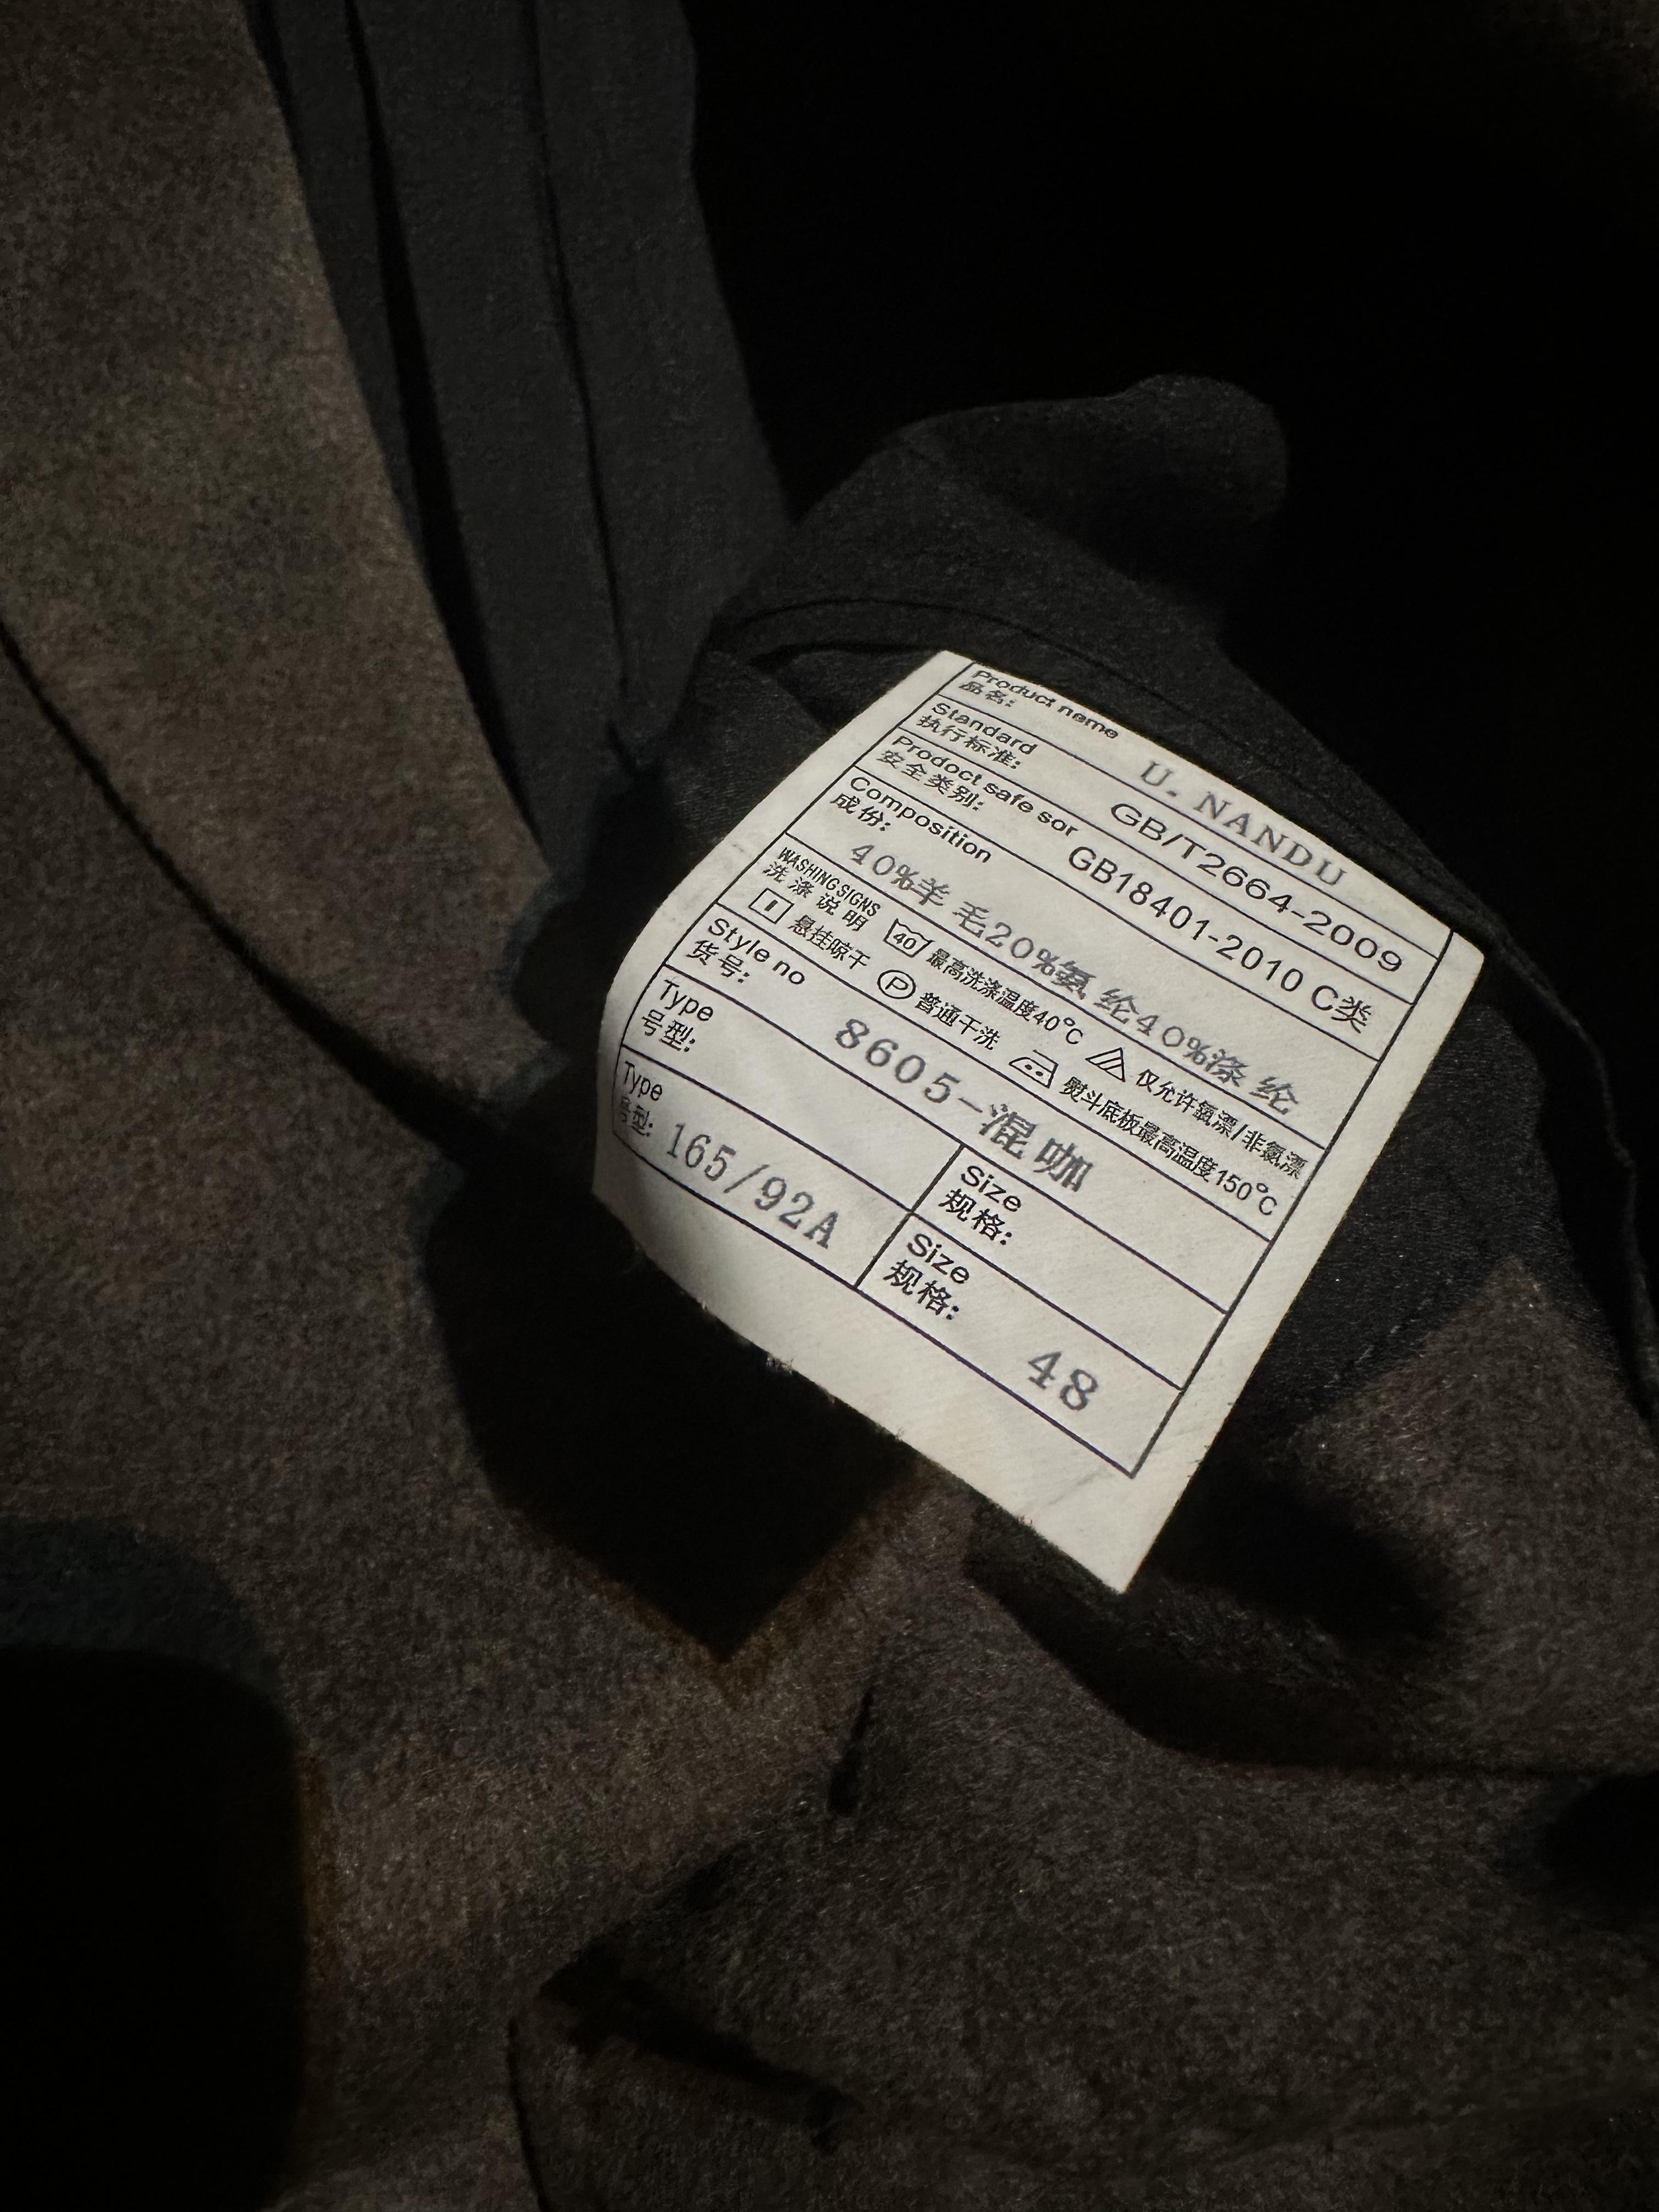 Product name
品名:
U. NANDU
Standard
执行标准:
GB/T2664-2009
Prodoct safe sor
安全类别:
GB18401-2010 C类
Composition
成份:
40%羊毛20%氨纶40%涤纶
WASHING SIGNS
洗涤说明
40 最高洗涤温度40℃ 仅允许氧漂/非氯漂
悬挂晾干 P 普通干洗 熨斗底板最高温度150℃
Style no
货号:
8605-混咖
Type
号型:
Size
规格:
Type
号型:
165/92A
Size
规格:
48